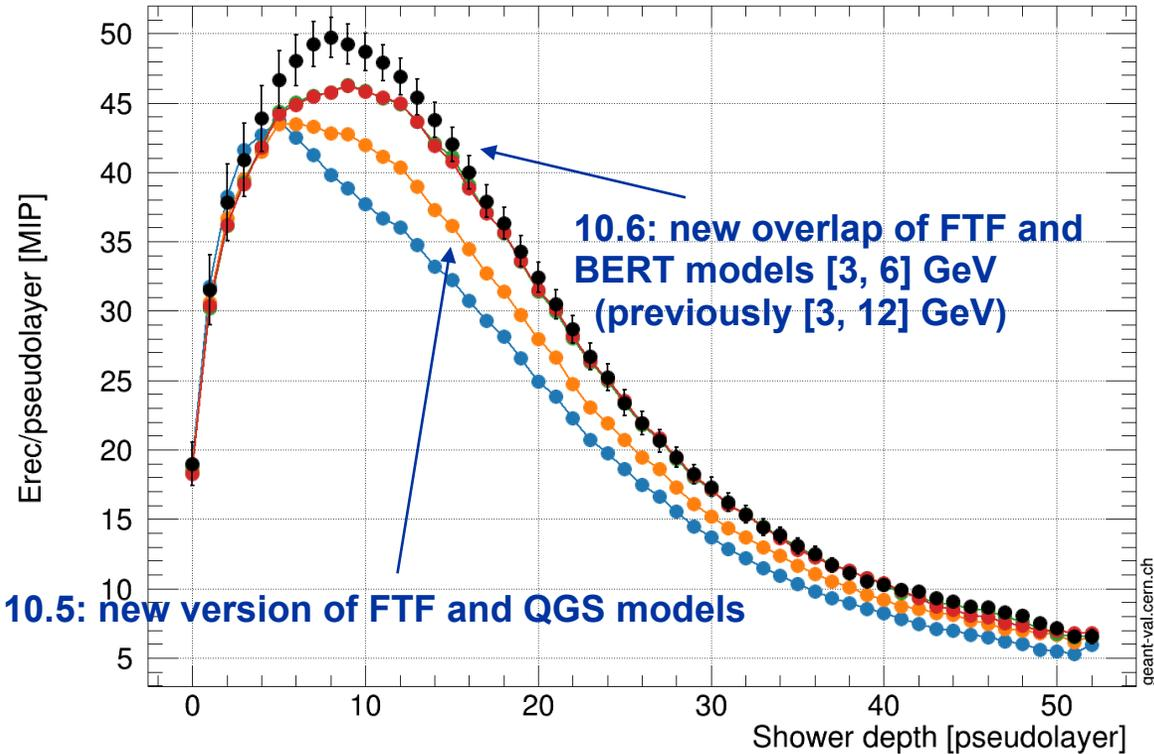 50
45
40
35
30
25
20
15
10
5
Erec/pseudolayer [MIP]
10.6: new overlap of FTF and
BERT models [3, 6] GeV
(previously [3, 12] GeV)
10.5: new version of FTF and QGS models
0 10 20 30 40 50
Shower depth [pseudolayer]
geant-val.cern.ch